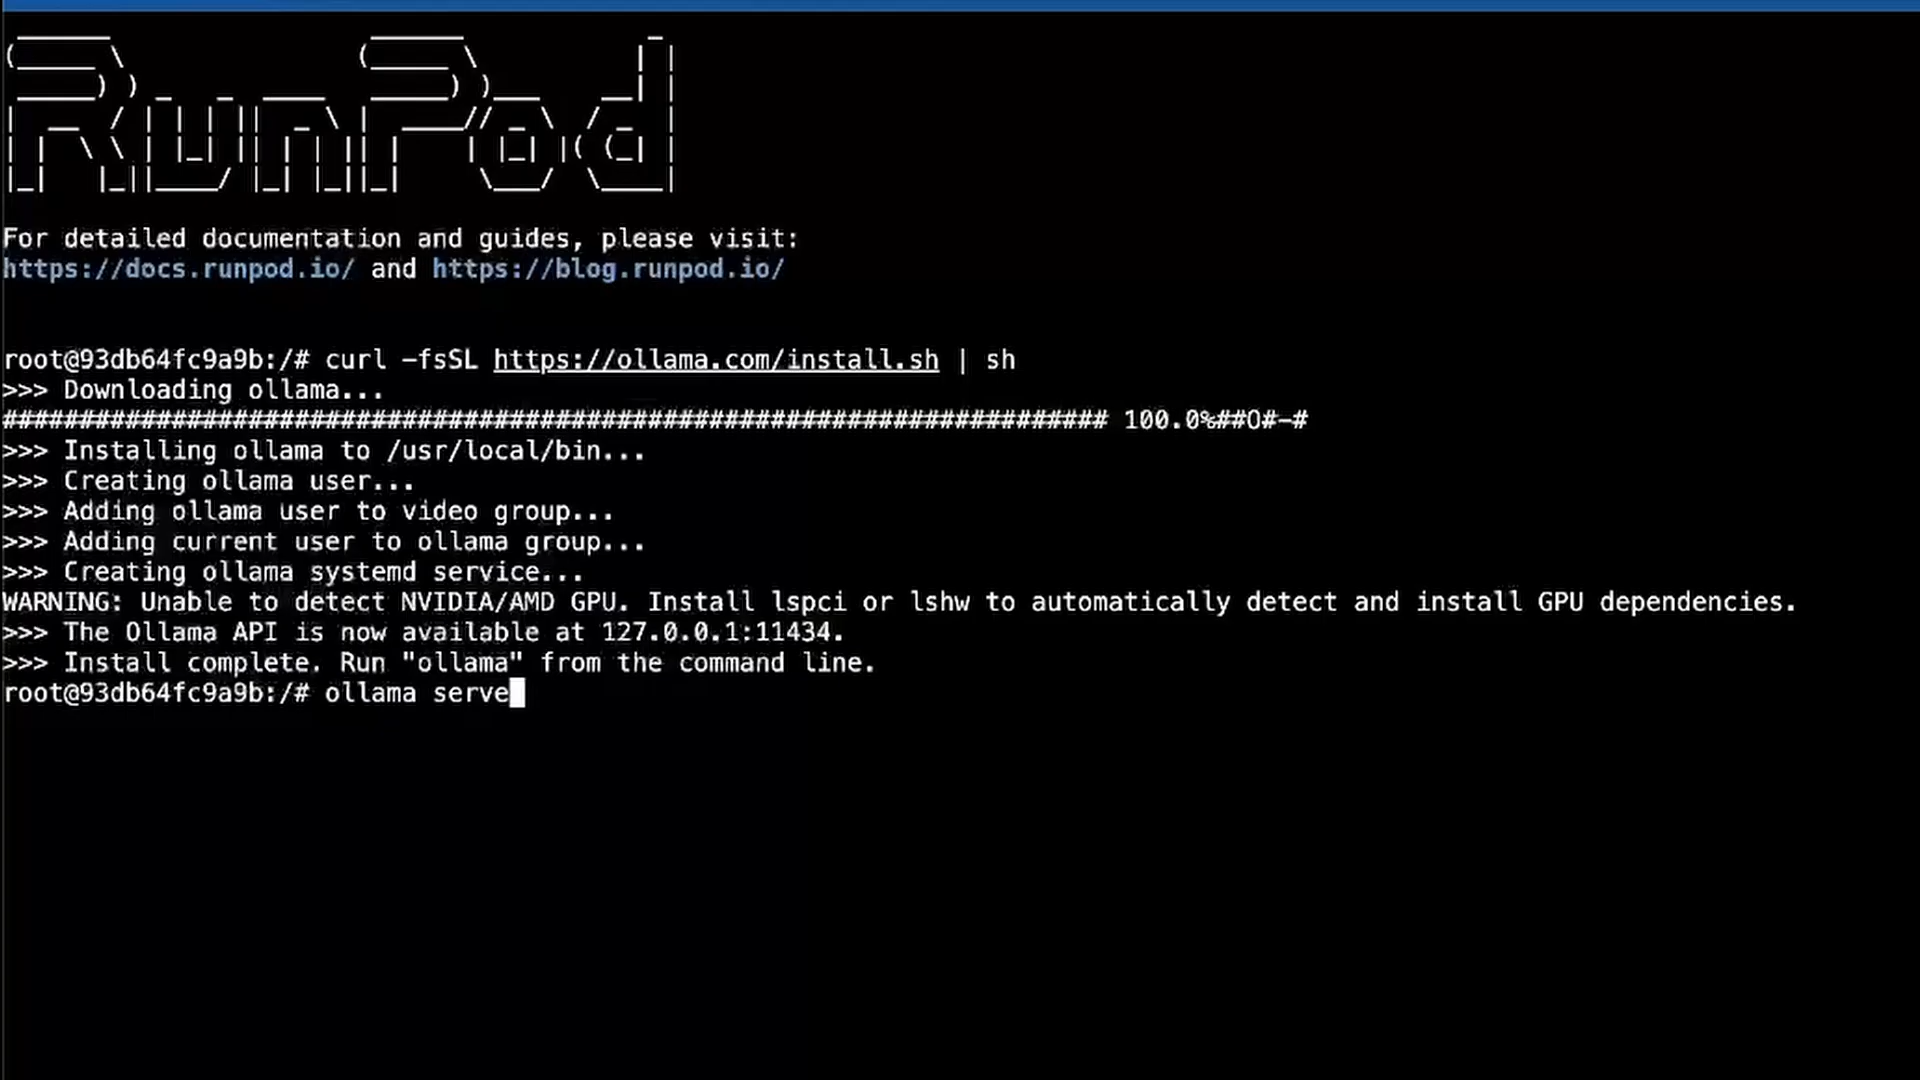 RunPod
For detailed documentation and guides, please visit:
https://docs.runpod.io/ and https://blog.runpod.io/
root@93db64fc9a9b:/# curl -fsSL https://ollama.com/install.sh | sh
>>> Downloading ollama...
######################################################################## 100.0%##O#-#
>>> Installing ollama to /usr/local/bin...
>>> Creating ollama user...
>>> Adding ollama user to video group...
>>> Adding current user to ollama group...
>>> Creating ollama systemd service...
WARNING: Unable to detect NVIDIA/AMD GPU. Install lspci or lshw to automatically detect and install GPU dependencies.
>>> The Ollama API is now available at 127.0.0.1:11434.
>>> Install complete. Run "ollama" from the command line.
root@93db64fc9a9b:/# ollama serve